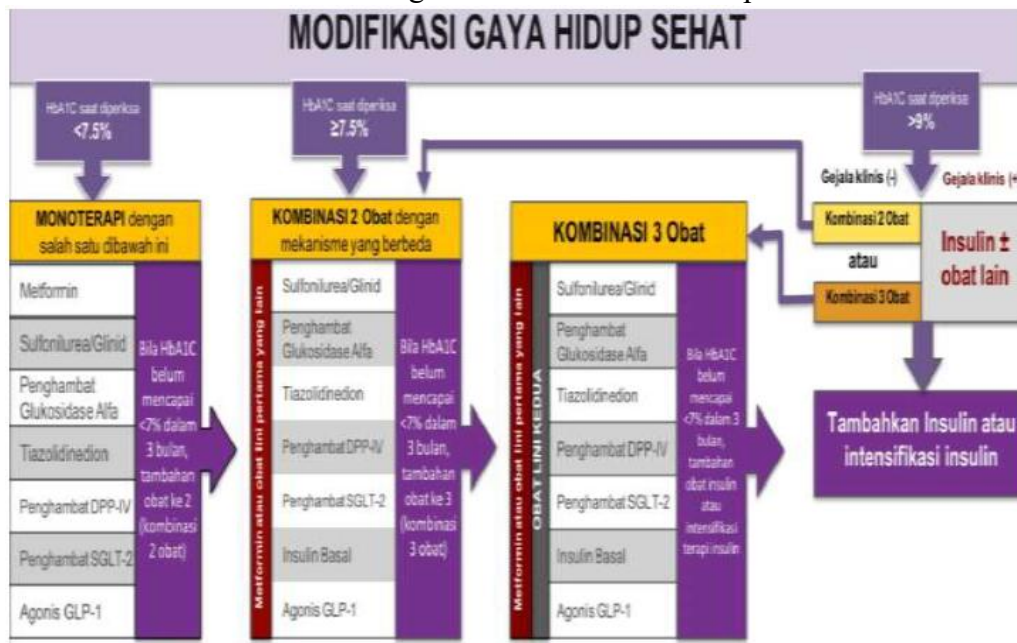 MODIFIKASI GAYA HIDUP SEHAT
HbA1C saat diperiksa
<7.5%
HbA1C saat diperiksa
≥7.5%
HbA1C saat diperiksa
>9%
Gejala klinis (-)
Gejala klinis (+
MONOTERAPI dengan
salah satu dibawah ini
Metformin
Sulfonilurea/Glinid
Penghambat
Glukosidase Alfa
Tiazolidinedion
Penghambat DPP-IV
Penghambat SGLT-2
Agonis GLP-1
Bila HbA1C
belum
mencapai
<7% dalam
3 bulan,
tambahan
obat ke 2
(kombinasi
2 obat)
KOMBINASI 2 Obat dengan
mekanisme yang berbeda
Metformin atau obat lini pertama yang lain
Sulfonilurea/Glinid
Penghambat
Glukosidase Alfa
Tiazolidinedion
Penghambat DPP-IV
Penghambat SGLT-2
Insulin Basal
Agonis GLP-1
Bila HbA1C
belum
mencapai
<7% dalam
3 bulan,
tambahan
obat ke 3
(kombinasi
3 obat)
KOMBINASI 3 Obat
Metformin atau obat lini pertama yang lain
OBAT LINI KEDUA
Sulfonilurea/Glinid
Penghambat
Glukosidase Alfa
Tiazolidinedion
Penghambat DPP-IV
Penghambat SGLT-2
Insulin Basal
Agonis GLP-1
Bila HbA1C
belum
mencapai
<7% dalam 3
bulan,
tambahan
obat insulin
atau
intensifikasi
terapi insulin
Kombinasi 2 Obat
atau
Kombinasi 3 Obat
Insulin ±
obat lain
Tambahkan Insulin atau
intensifikasi insulin